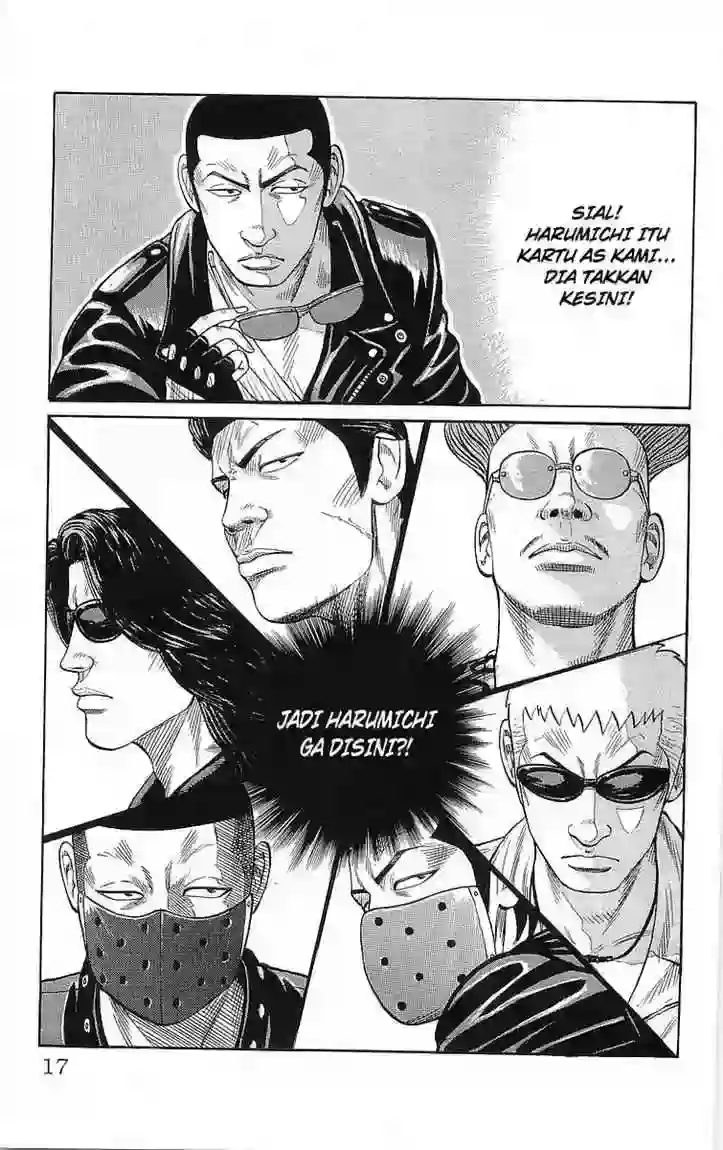 SIAL!
HARUMICHI ITU
KARTU AS KAMI...
DIA TAKKAN
KESINI!
JADI HARUMICHI
GA DISINI?!
17